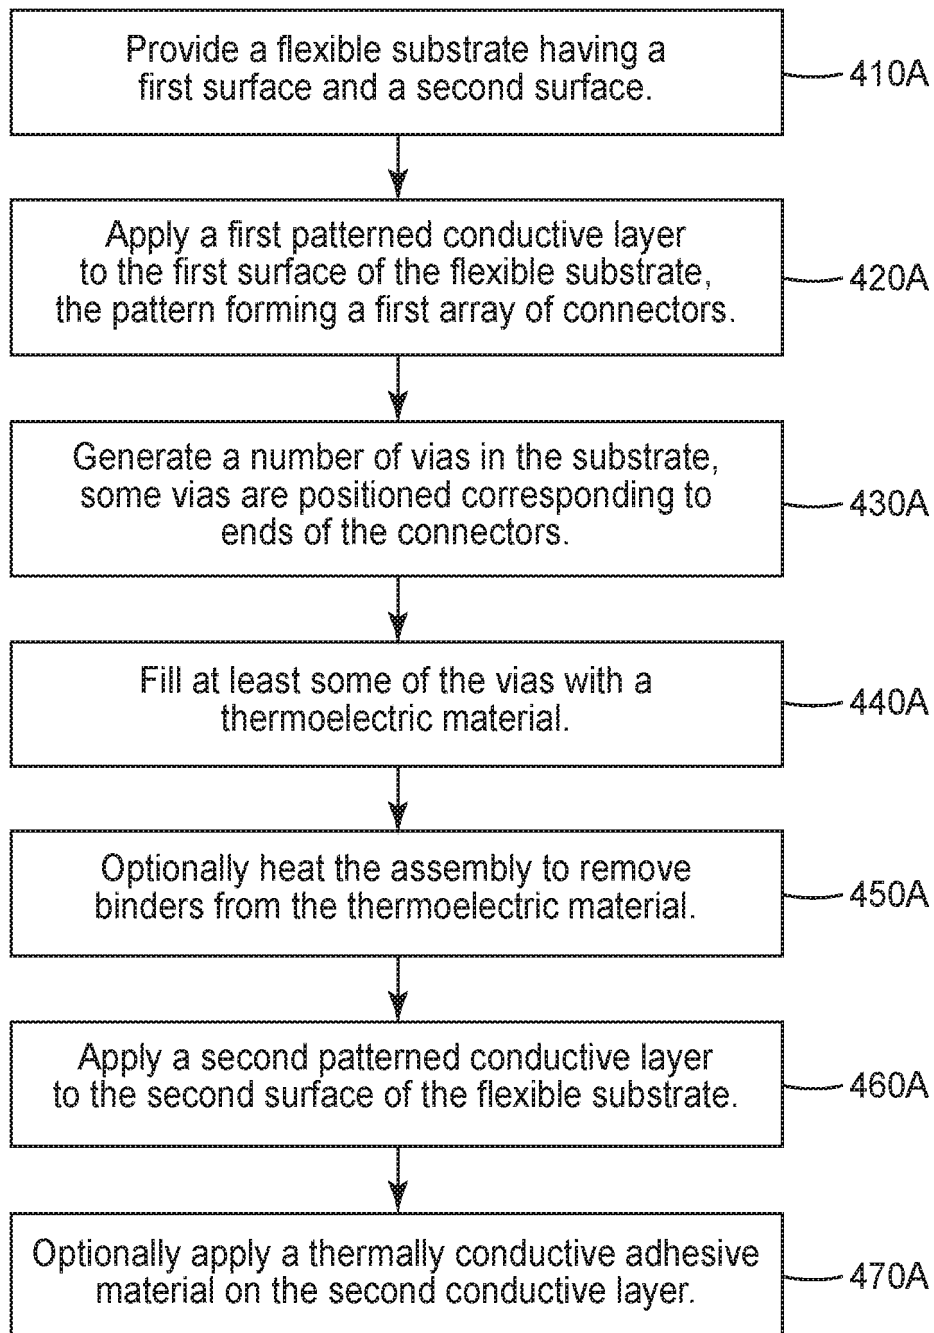 Provide a flexible substrate having a
first surface and a second surface.
410A
Apply a first patterned conductive layer
to the first surface of the flexible substrate,
the pattern forming a first array of connectors.
420A
Generate a number of vias in the substrate,
some vias are positioned corresponding to
ends of the connectors.
430A
Fill at least some of the vias with a
thermoelectric material.
440A
Optionally heat the assembly to remove
binders from the thermoelectric material.
450A
Apply a second patterned conductive layer
to the second surface of the flexible substrate.
460A
Optionally apply a thermally conductive adhesive
material on the second conductive layer.
470A